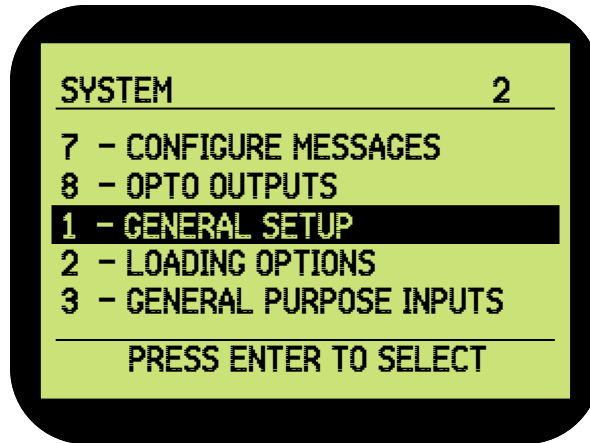 SYSTEM 2
7 - CONFIGURE MESSAGES
8 - OPTO OUTPUTS
1 - GENERAL SETUP
2 - LOADING OPTIONS
3 - GENERAL PURPOSE INPUTS
PRESS ENTER TO SELECT